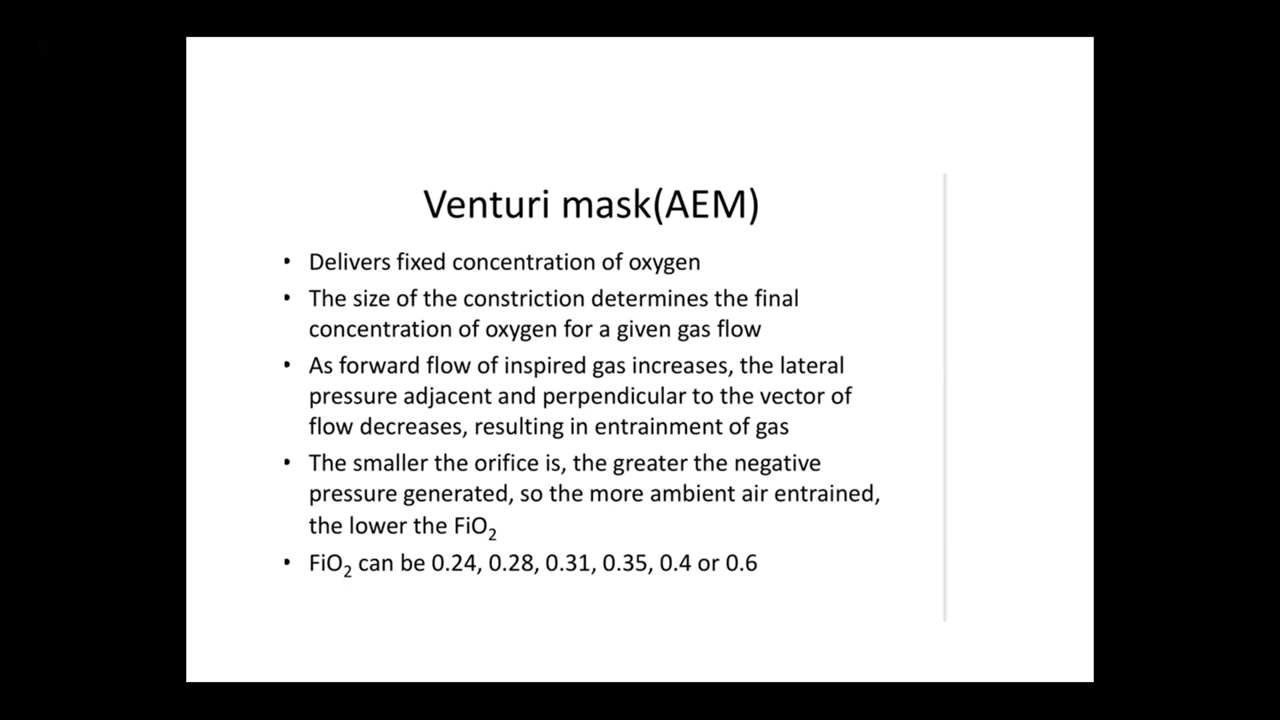 Venturi mask(AEM)
• Delivers fixed concentration of oxygen
• The size of the constriction determines the final
concentration of oxygen for a given gas flow
• As forward flow of inspired gas increases, the lateral
pressure adjacent and perpendicular to the vector of
flow decreases, resulting in entrainment of gas
• The smaller the orifice is, the greater the negative
pressure generated, so the more ambient air entrained,
the lower the FiO₂
• FiO₂ can be 0.24, 0.28, 0.31, 0.35, 0.4 or 0.6